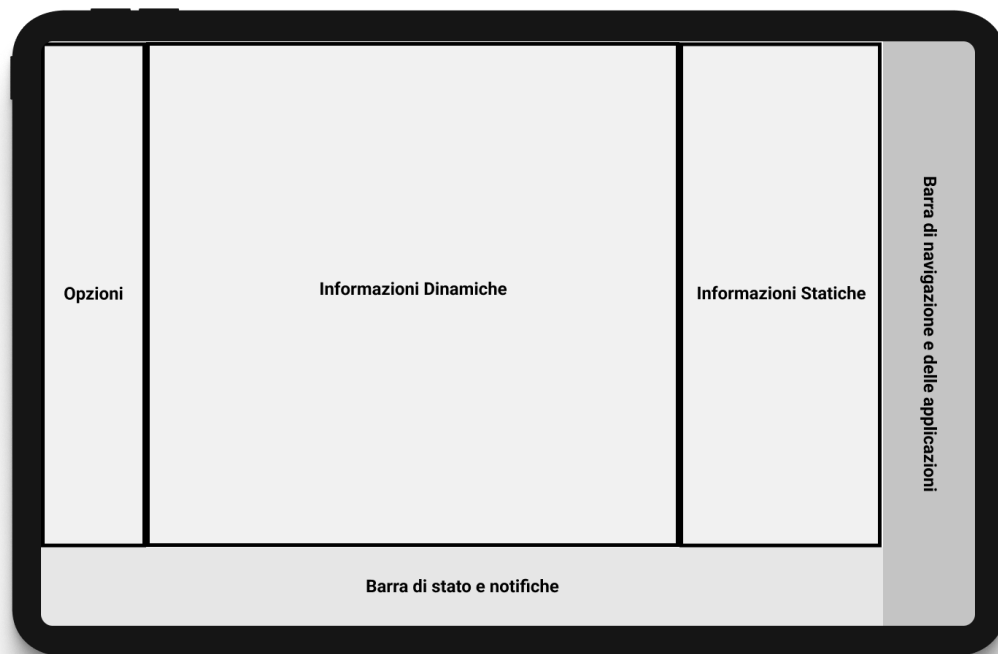 Opzioni
Informazioni Dinamiche
Informazioni Statiche
Barra di navigazione e delle applicazioni
Barra di stato e notifiche